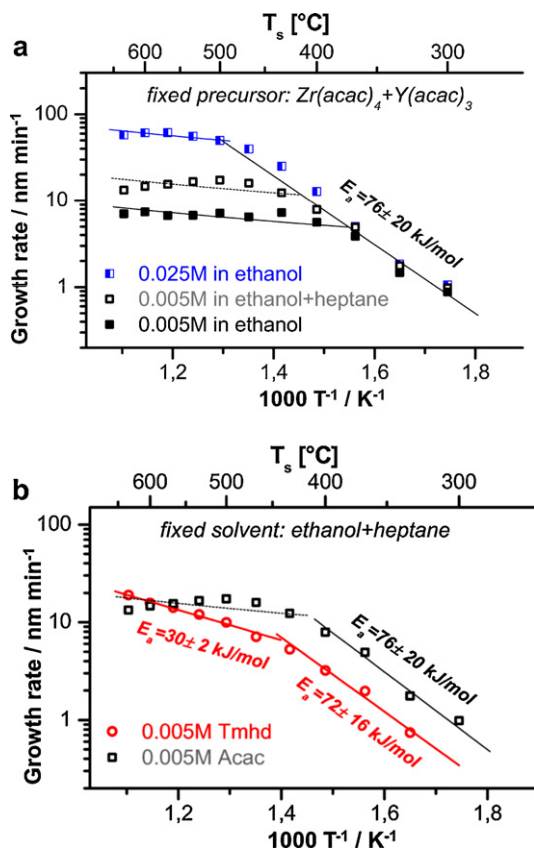 a
Tₛ [°C]
600 500 400 300
fixed precursor: Zr(acac)₄+Y(acac)₃
Growth rate / nm min⁻¹
100
10
1
Eₐ=76± 20 kJ/mol
0.025M in ethanol
0.005M in ethanol+heptane
0.005M in ethanol
1,2 1,4 1,6 1,8
1000 T⁻¹ / K⁻¹
b
Tₛ [°C]
600 500 400 300
fixed solvent: ethanol+heptane
Growth rate / nm min⁻¹
100
10
1
Eₐ=30± 2 kJ/mol
Eₐ=76± 20 kJ/mol
Eₐ=72± 16 kJ/mol
0.005M Tmhd
0.005M Acac
1,2 1,4 1,6 1,8
1000 T⁻¹ / K⁻¹